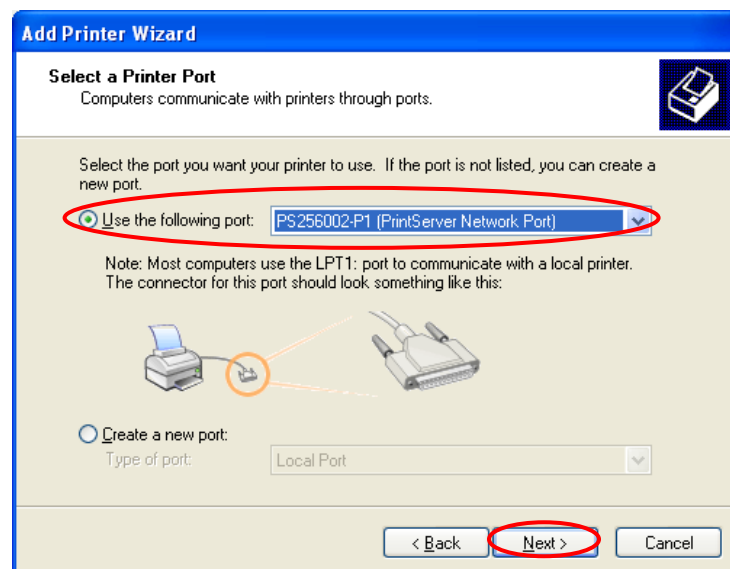 Add Printer Wizard
Select a Printer Port
Computers communicate with printers through ports.
Select the port you want your printer to use.  If the port is not listed, you can create a
new port.
Use the following port:
PS256002-P1 (PrintServer Network Port)
Note: Most computers use the LPT1: port to communicate with a local printer.
The connector for this port should look something like this:
Create a new port:
Type of port:
Local Port
< Back
Next >
Cancel